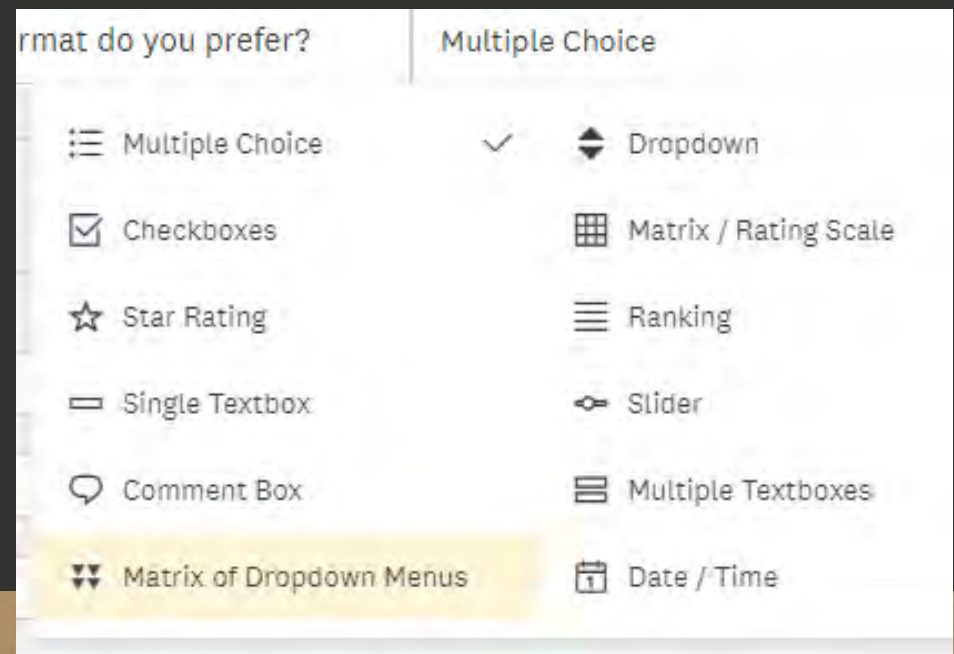 rmat do you prefer? Multiple Choice
Multiple Choice Dropdown
Checkboxes Matrix / Rating Scale
Star Rating Ranking
Single Textbox Slider
Comment Box Multiple Textboxes
Matrix of Dropdown Menus 1 Date / Time